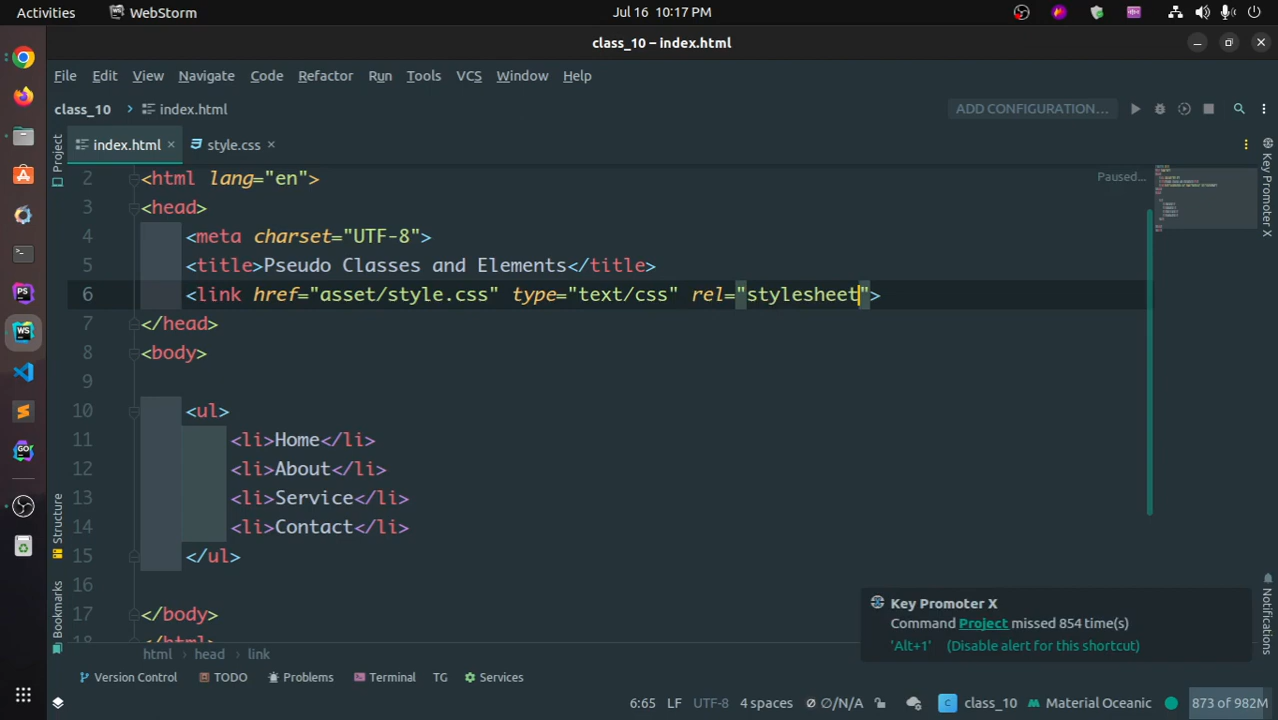 Activities
WebStorm
Jul 16 10:17 PM
class_10 – index.html
File Edit View Navigate Code Refactor Run Tools VCS Window Help
class_10 index.html
ADD CONFIGURATION...
index.html
style.css
Project
Key Promoter X
Paused...
2 <html lang="en">
3 <head>
4 <meta charset="UTF-8">
5 <title>Pseudo Classes and Elements</title>
6 <link href="asset/style.css" type="text/css" rel="stylesheet">
7 </head>
8 <body>
9
10 <ul>
11 <li>Home</li>
12 <li>About</li>
13 <li>Service</li>
14 <li>Contact</li>
15 </ul>
16
17 </body>
18 </html>
Structure
Bookmarks
Notifications
Key Promoter X
Command Project missed 854 time(s)
'Alt+1' (Disable alert for this shortcut)
html head link
Version Control TODO Problems Terminal TG Services
6:65 LF UTF-8 4 spaces ∅/N/A C class_10 Material Oceanic 873 of 982M